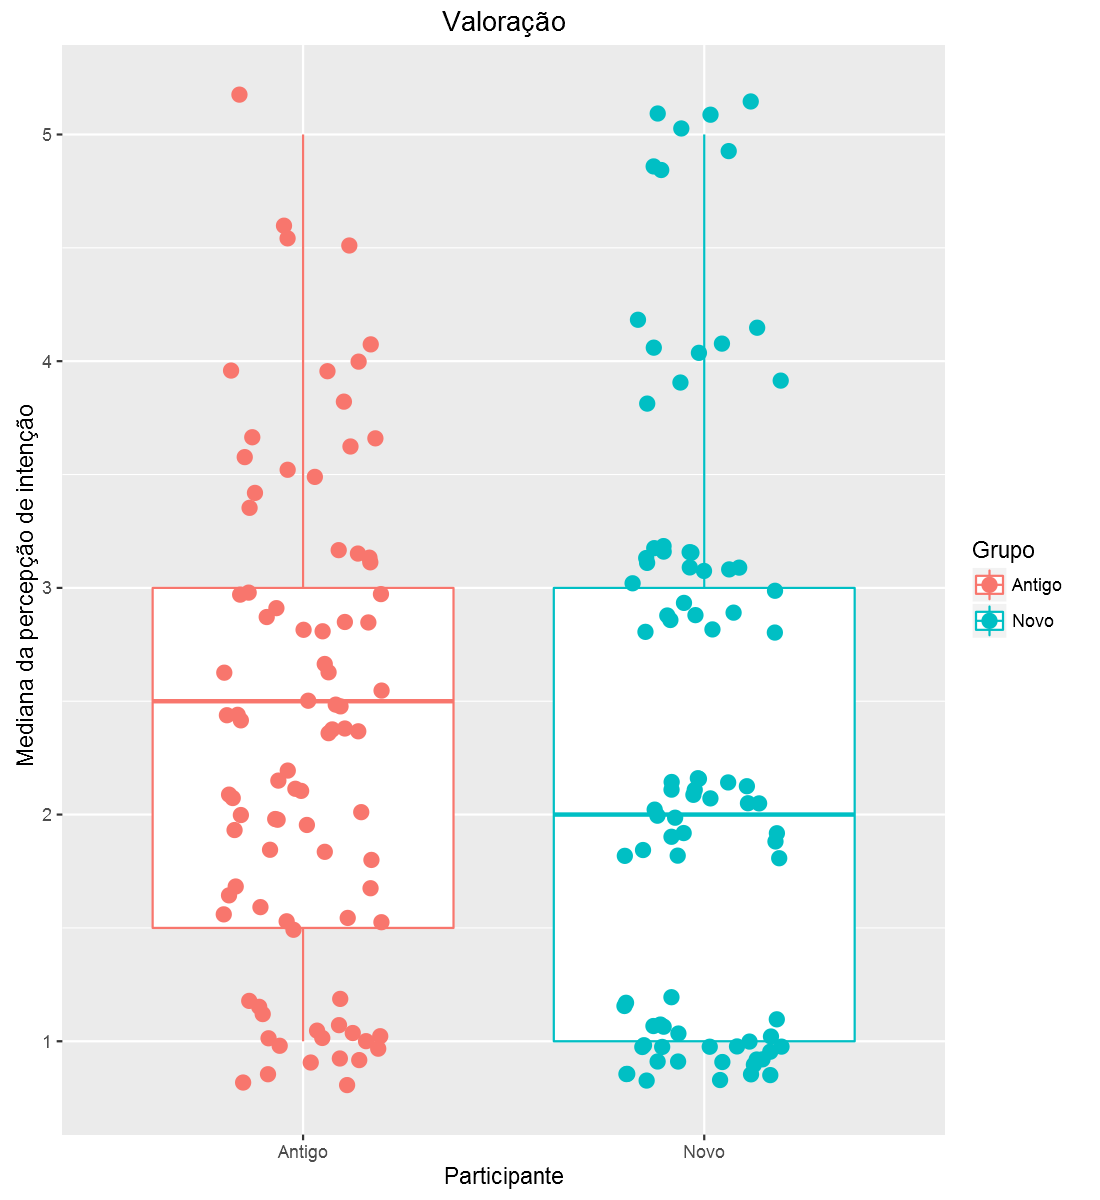 Valoração
Mediana da percepção de intenção
5
4
3
2
1
Antigo
Novo
Participante
Grupo
Antigo
Novo